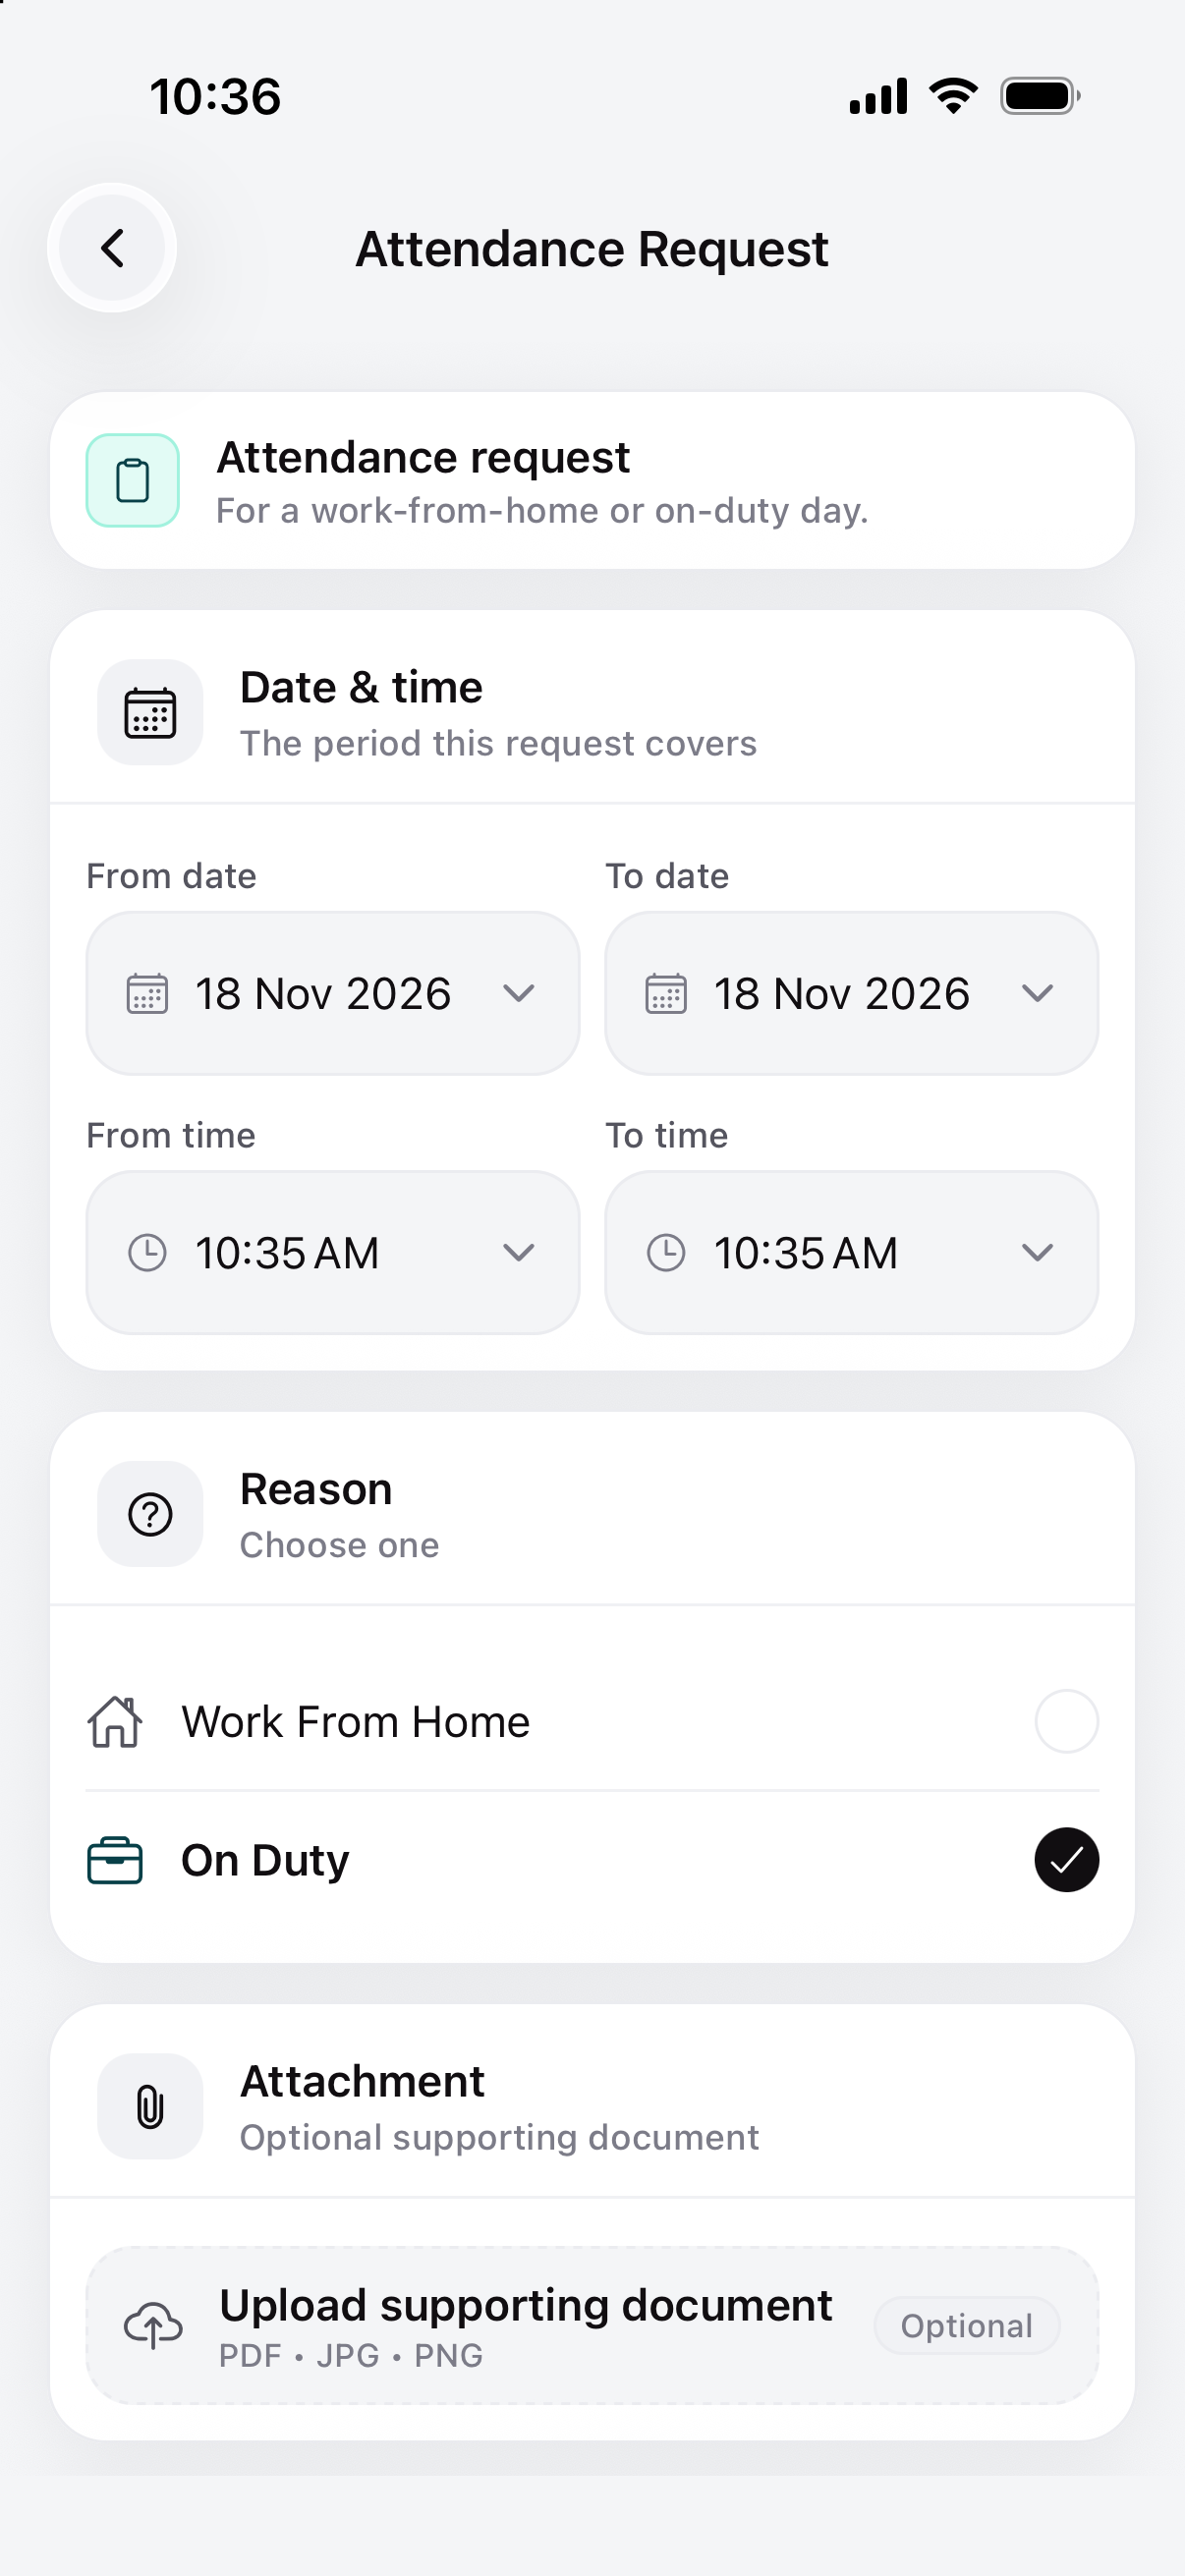 10:36
Attendance Request
Attendance request
For a work-from-home or on-duty day.
Date & time
The period this request covers
From date
To date
18 Nov 2026
18 Nov 2026
From time
To time
10:35 AM
10:35 AM
Reason
Choose one
Work From Home
On Duty
Attachment
Optional supporting document
Upload supporting document
Optional
PDF • JPG • PNG